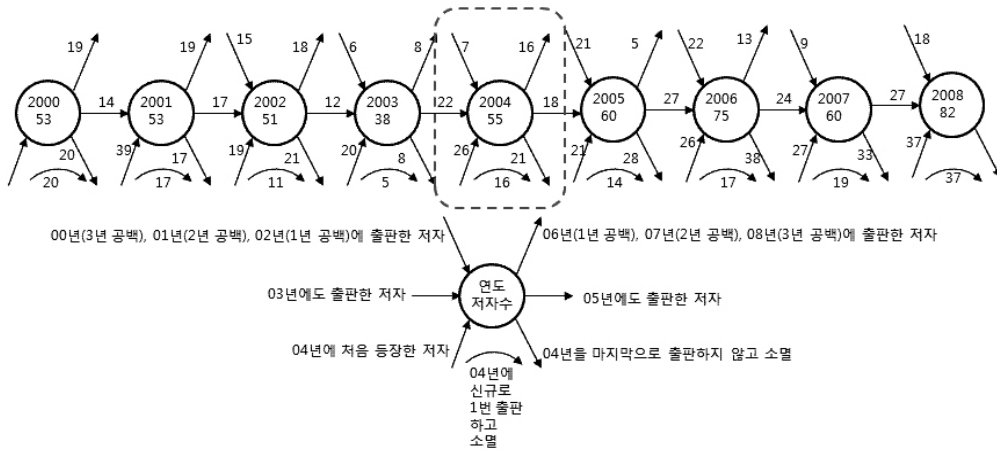 19 19 15 18 6 8 7 16 21 5 22 13 9 18
2000 14 2001 17 2002 12 2003 22 2004 18 2005 27 2006 24 2007 27 2008
53 53 51 38 55 60 75 60 82
20 39 17 19 21 20 8 26 21 21 28 26 38 27 33 37
20 17 11 5 16 14 17 19 37
00년(3년 공백), 01년(2년 공백), 02년(1년 공백)에 출판한 저자
06년(1년 공백), 07년(2년 공백), 08년(3년 공백)에 출판한 저자
03년에도 출판한 저자
연도
저자수
05년에도 출판한 저자
04년에 처음 등장한 저자
04년을 마지막으로 출판하지 않고 소멸
04년에
신규로
1번 출판
하고
소멸